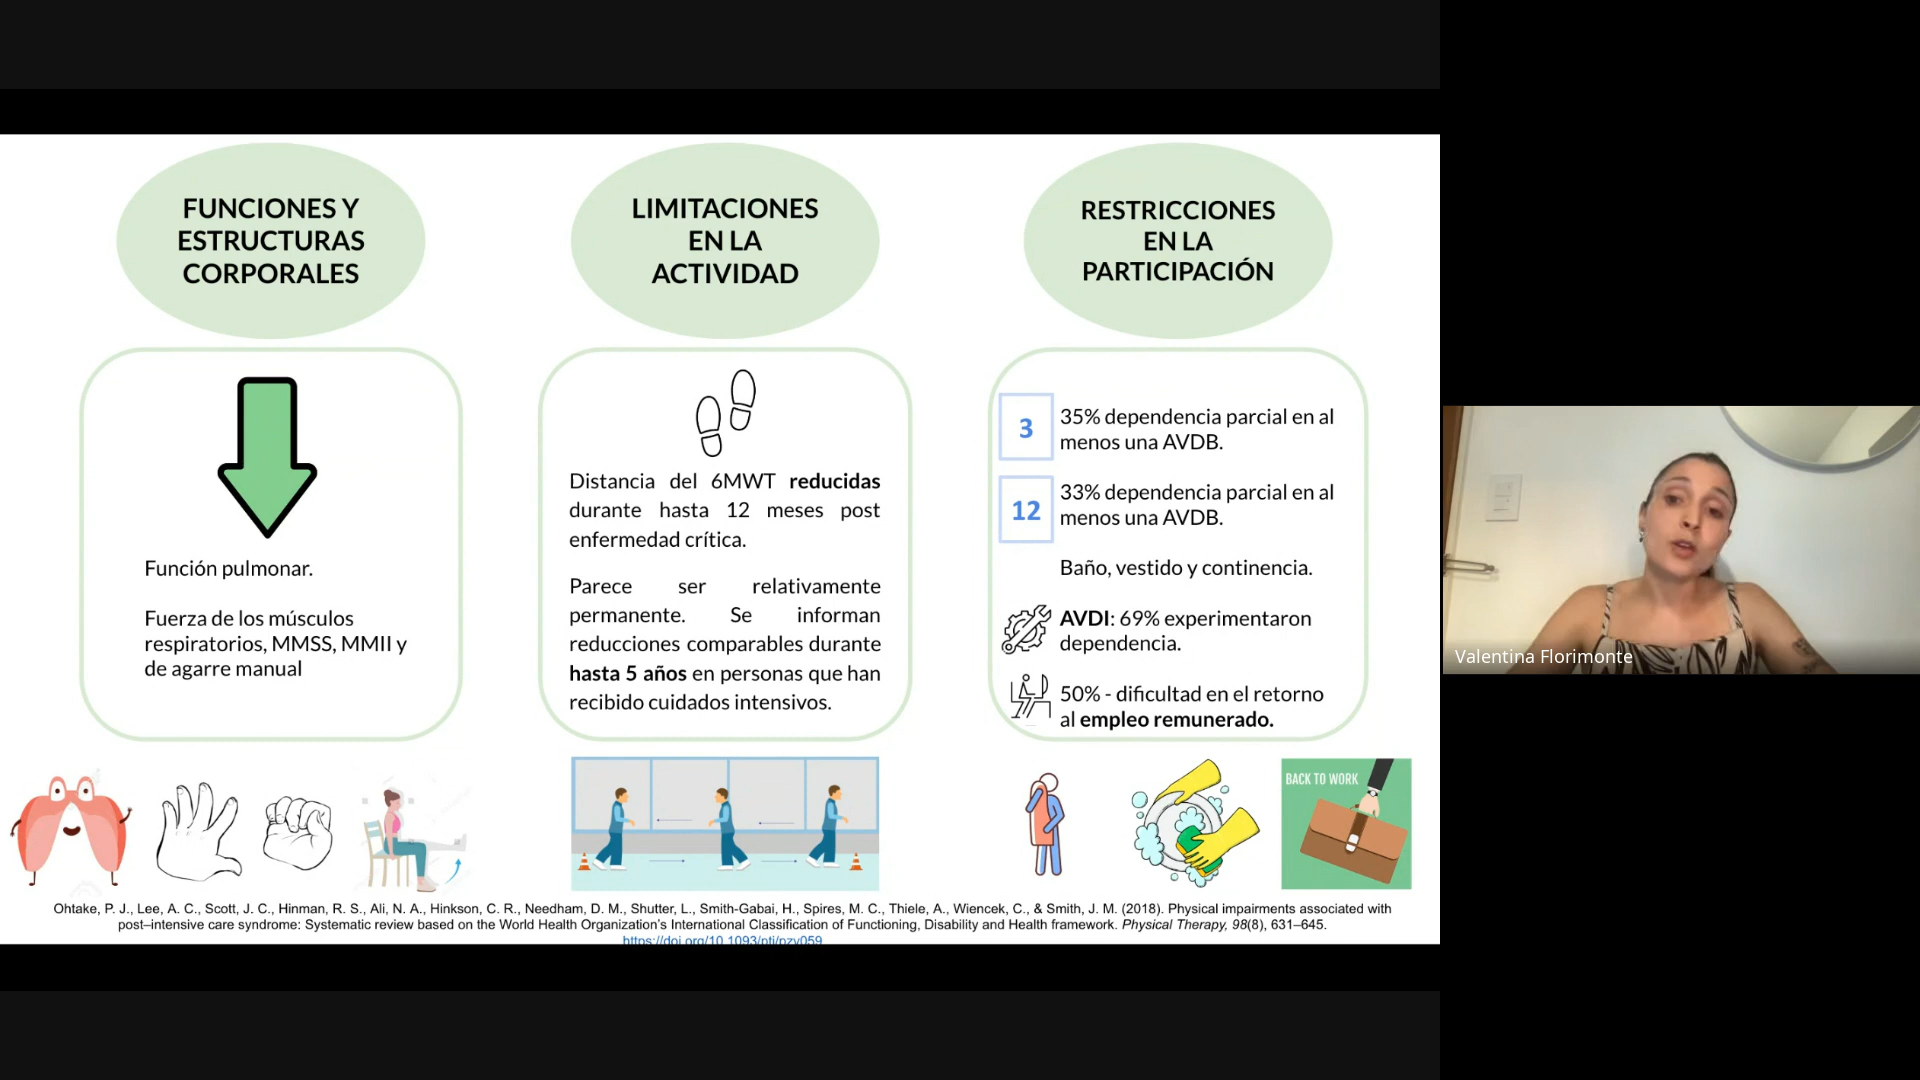 FUNCIONES Y
ESTRUCTURAS
CORPORALES
Función pulmonar.
Fuerza de los músculos
respiratorios, MMSS, MMII y
de agarre manual
LIMITACIONES
EN LA
ACTIVIDAD
Distancia del 6MWT reducidas
durante hasta 12 meses post
enfermedad crítica.
Parece ser relativamente
permanente. Se informan
reducciones comparables durante
hasta 5 años en personas que han
recibido cuidados intensivos.
RESTRICCIONES
EN LA
PARTICIPACIÓN
3
35% dependencia parcial en al
menos una AVDB.
12
33% dependencia parcial en al
menos una AVDB.
Baño, vestido y continencia.
AVDI: 69% experimentaron
dependencia.
50% - dificultad en el retorno
al empleo remunerado.
BACK TO WORK
Ohtake, P. J., Lee, A. C., Scott, J. C., Hinman, R. S., Ali, N. A., Hinkson, C. R., Needham, D. M., Shutter, L., Smith-Gabai, H., Spires, M. C., Thiele, A., Wiencek, C., & Smith, J. M. (2018). Physical impairments associated with
post–intensive care syndrome: Systematic review based on the World Health Organization's International Classification of Functioning, Disability and Health framework. Physical Therapy, 98(8), 631–645.
https://doi.org/10.1093/ptj/pzy059
Valentina Florimonte